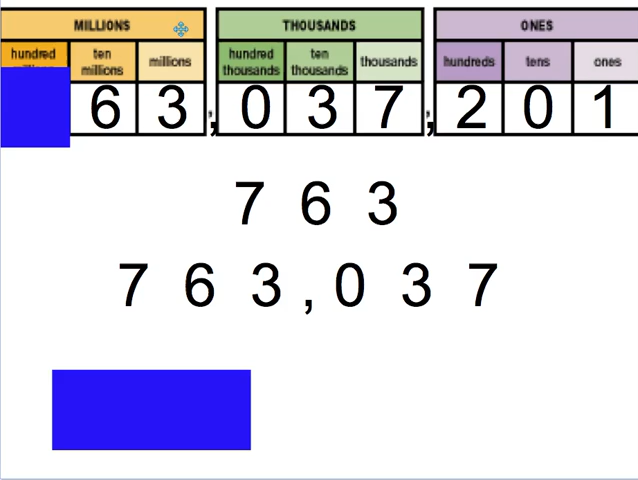 MILLIONS THOUSANDS ONES
hundred ten millions millions hundred thousands ten thousands thousands hundreds tens ones
6 3 , 0 3 7 , 2 0 1
7 6 3
7 6 3 , 0 3 7